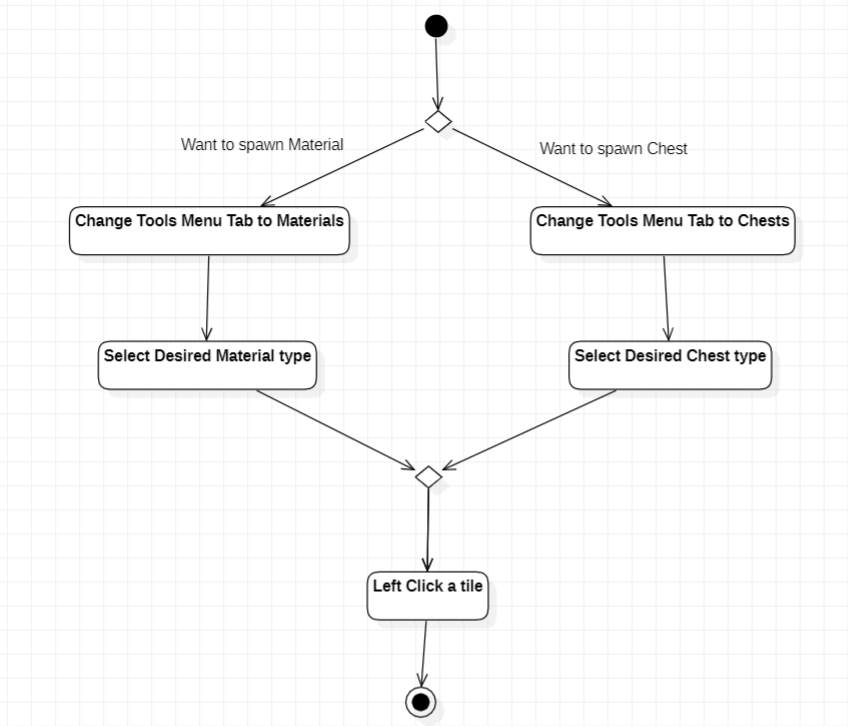 Want to spawn Material
Want to spawn Chest
Change Tools Menu Tab to Materials
Change Tools Menu Tab to Chests
Select Desired Material type
Select Desired Chest type
Left Click a tile